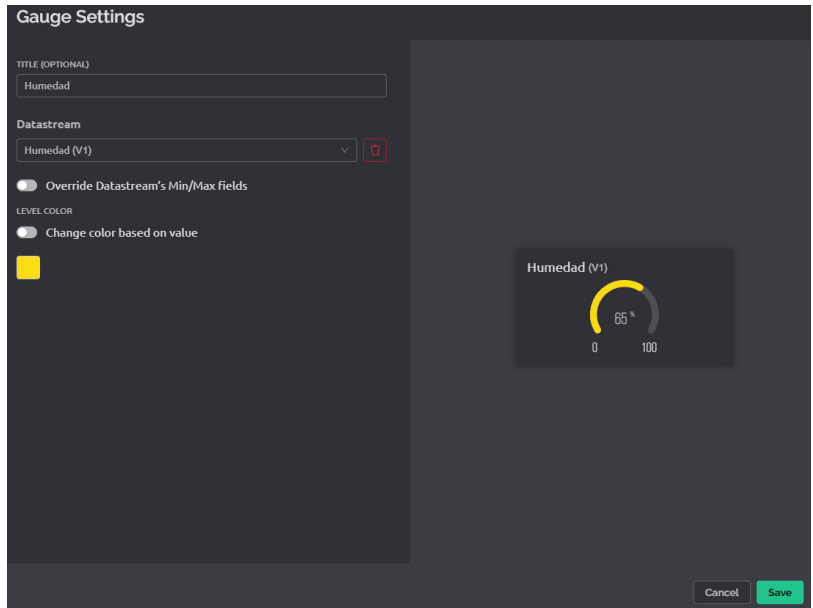 Gauge Settings
TITLE (OPTIONAL)
Humedad
Datastream
Humedad (V1)
Override Datastream's Min/Max fields
LEVEL COLOR
Change color based on value
Humedad (V1)
65 %
0 100
Cancel Save